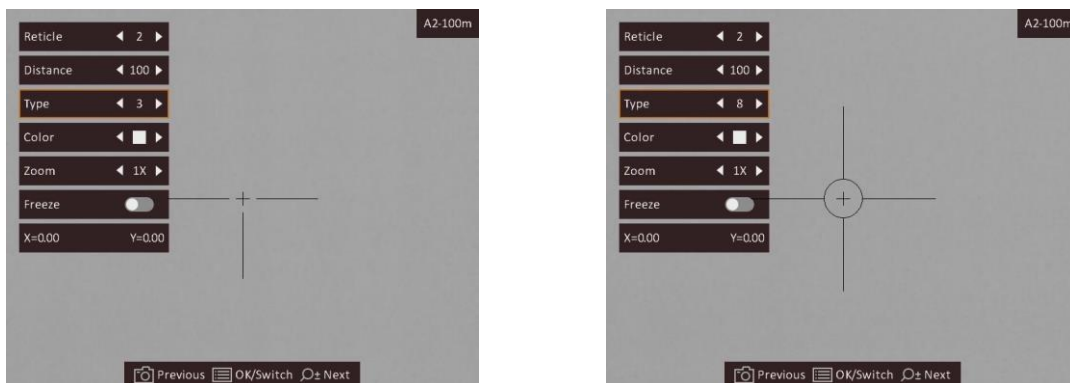 A2-100m
Reticle 2
Distance 100
Type 3
Color
Zoom 1X
Freeze
X=0.00 Y=0.00
Previous OK/Switch Next
A2-100m
Reticle 2
Distance 100
Type 8
Color
Zoom 1X
Freeze
X=0.00 Y=0.00
Previous OK/Switch Next